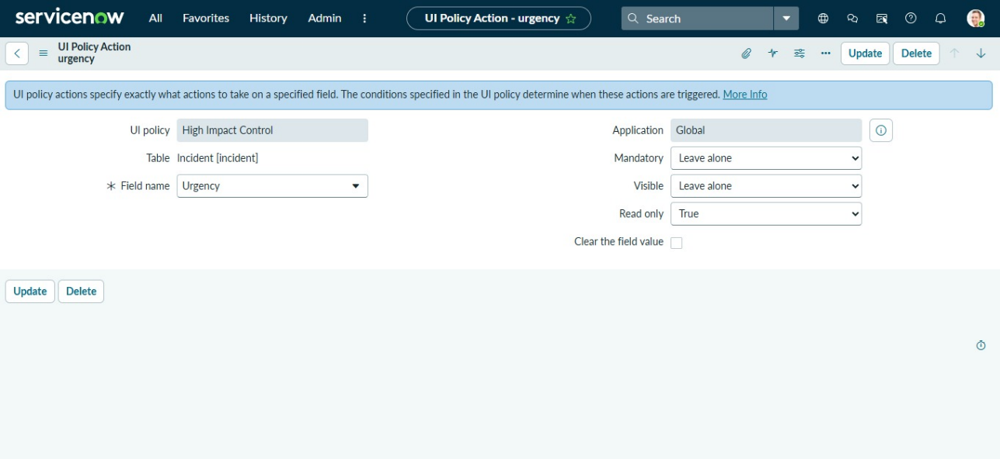 servicenow All Favorites History Admin UI Policy Action - urgency Search
UI Policy Action
urgency
Update Delete
UI policy actions specify exactly what actions to take on a specified field. The conditions specified in the UI policy determine when these actions are triggered. More Info
UI policy High Impact Control
Application Global
Table Incident [incident]
Mandatory Leave alone
Field name Urgency
Visible Leave alone
Read only True
Clear the field value
Update Delete